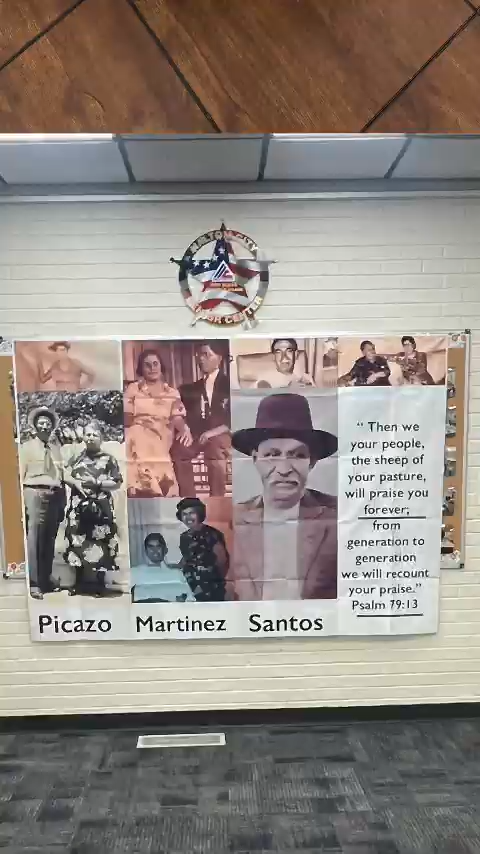 “ Then we
your people,
the sheep of
your pasture,
will praise you
forever;
from
generation to
generation
we will recount
your praise.”
Psalm 79:13
Picazo Martinez Santos